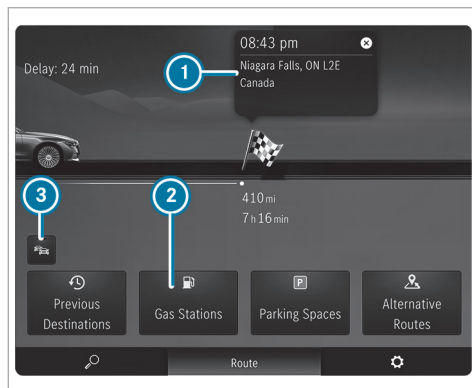 08:43 pm
Delay: 24 min
1
Niagara Falls, ON L2E
Canada
3
2
410 mi
7 h 16 min
P
Previous
Destinations
Gas Stations
Parking Spaces
Alternative
Routes
Route